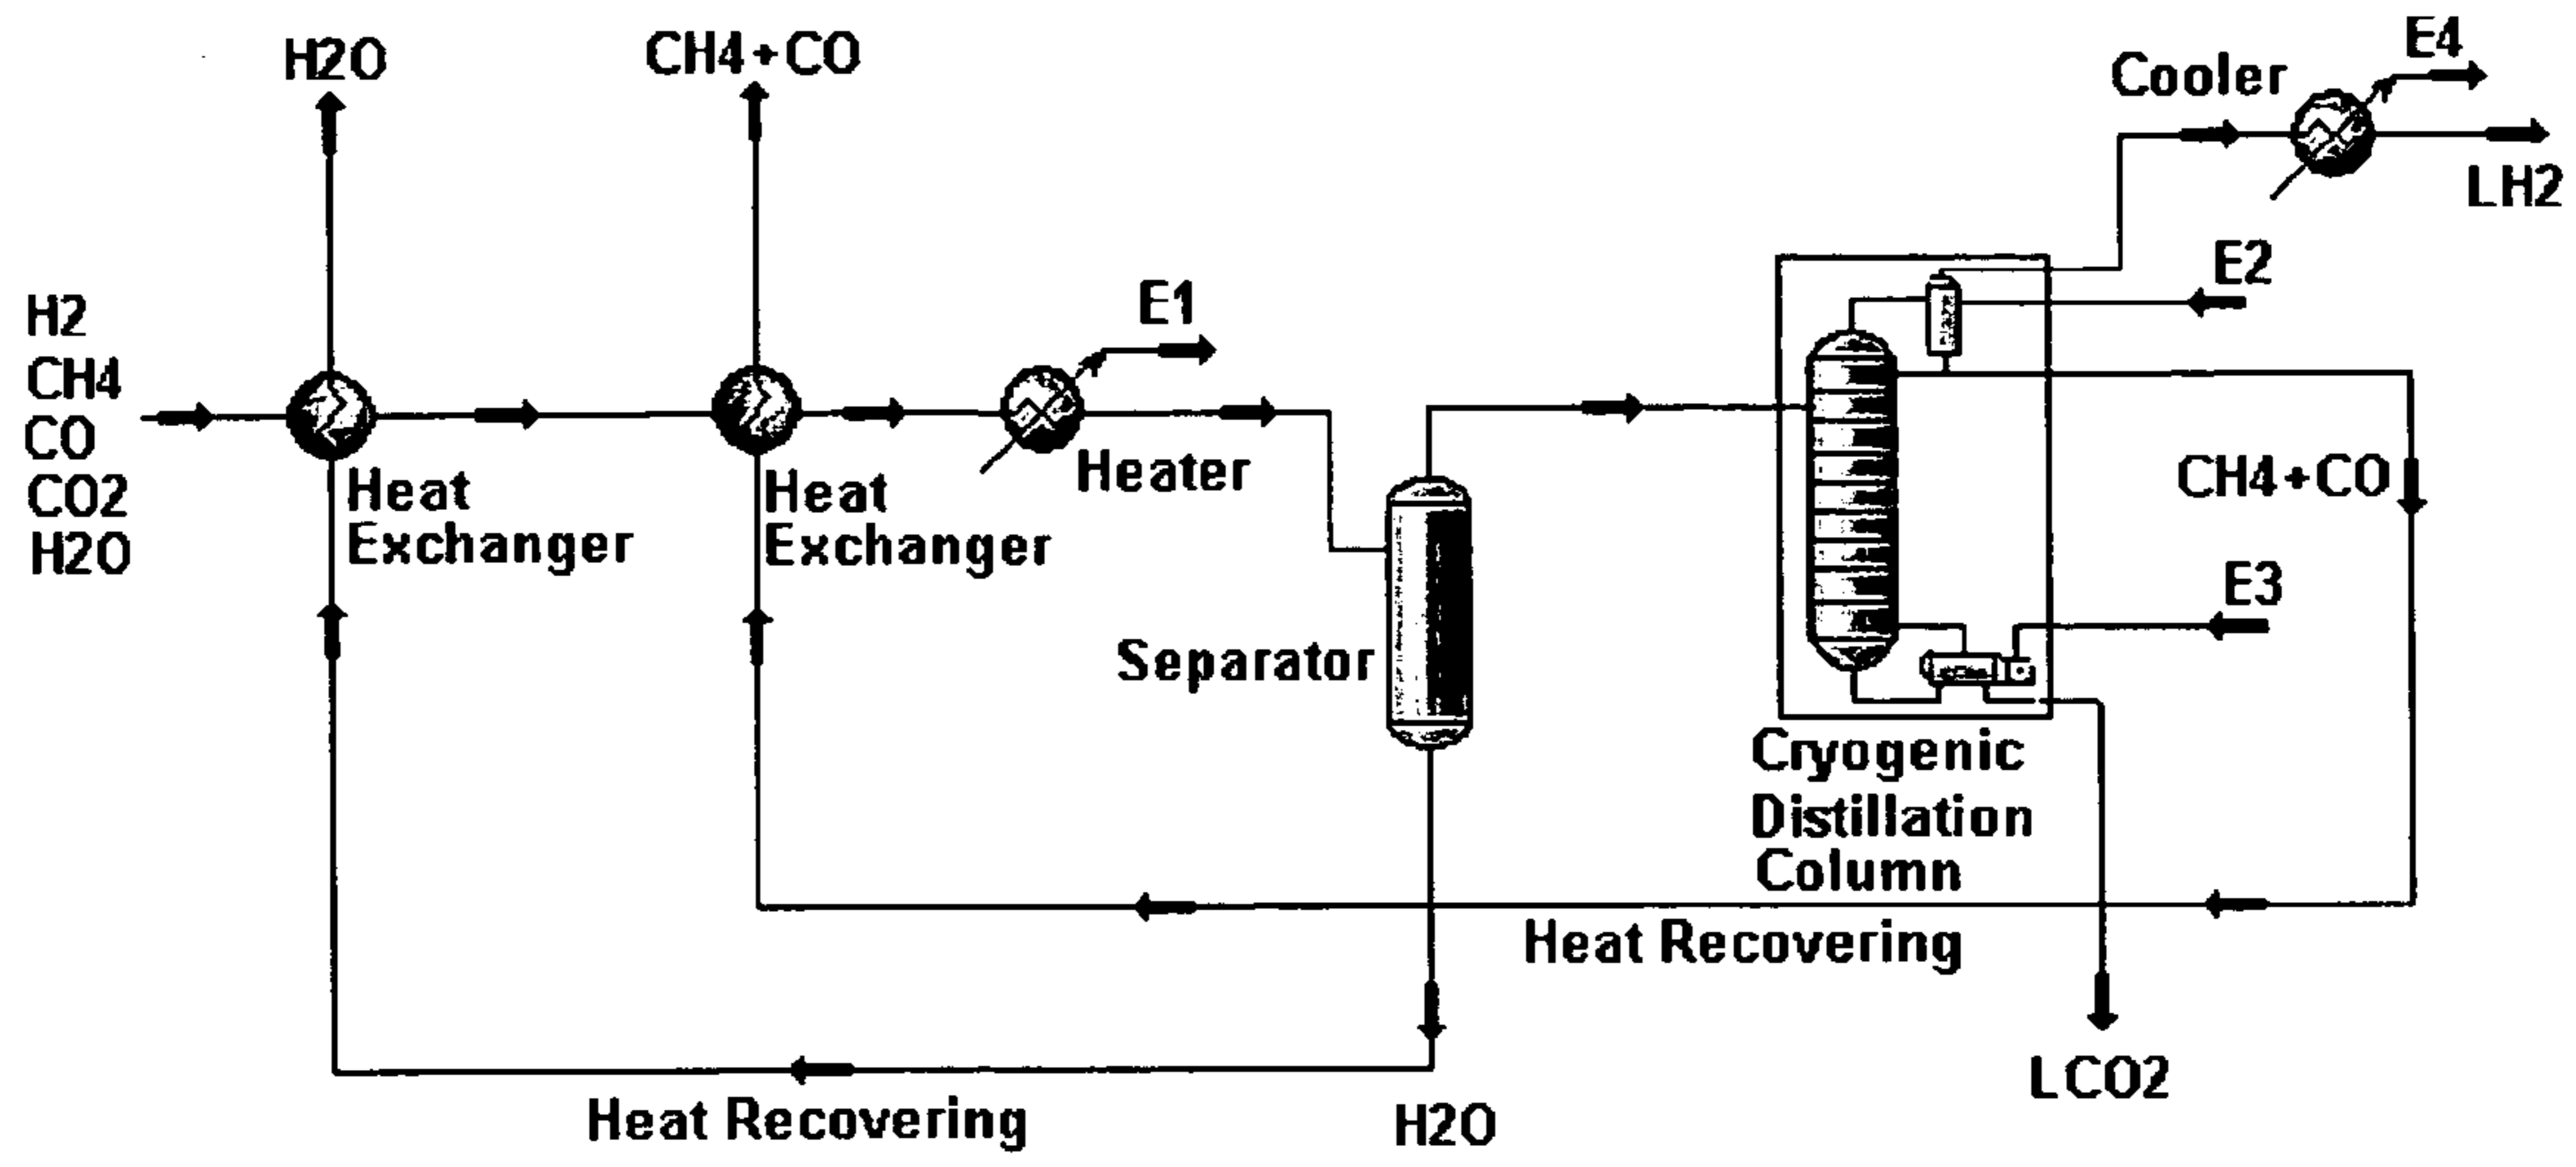 H2O
CH4+CO
E4
Cooler
LH2
E2
H2
CH4
CO
CO2
H2O
E1
Heater
Heat
Exchanger
Heat
Exchanger
CH4+CO
E3
Separator
Cryogenic
Distillation
Column
Heat Recovering
LCO2
Heat Recovering
H2O